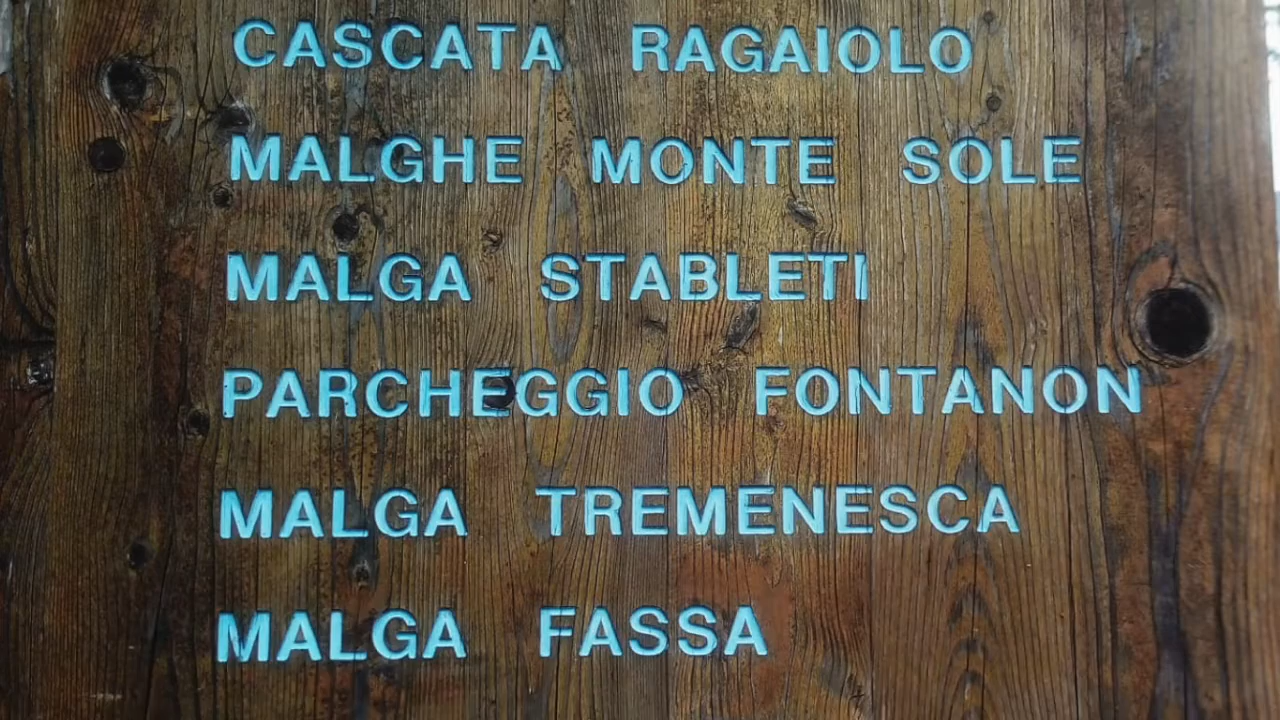 CASCATA RAGAIOLO
MALGHE MONTE SOLE
MALGA STABLETI
PARCHEGGIO FONTANON
MALGA TREMENESCA
MALGA FASSA